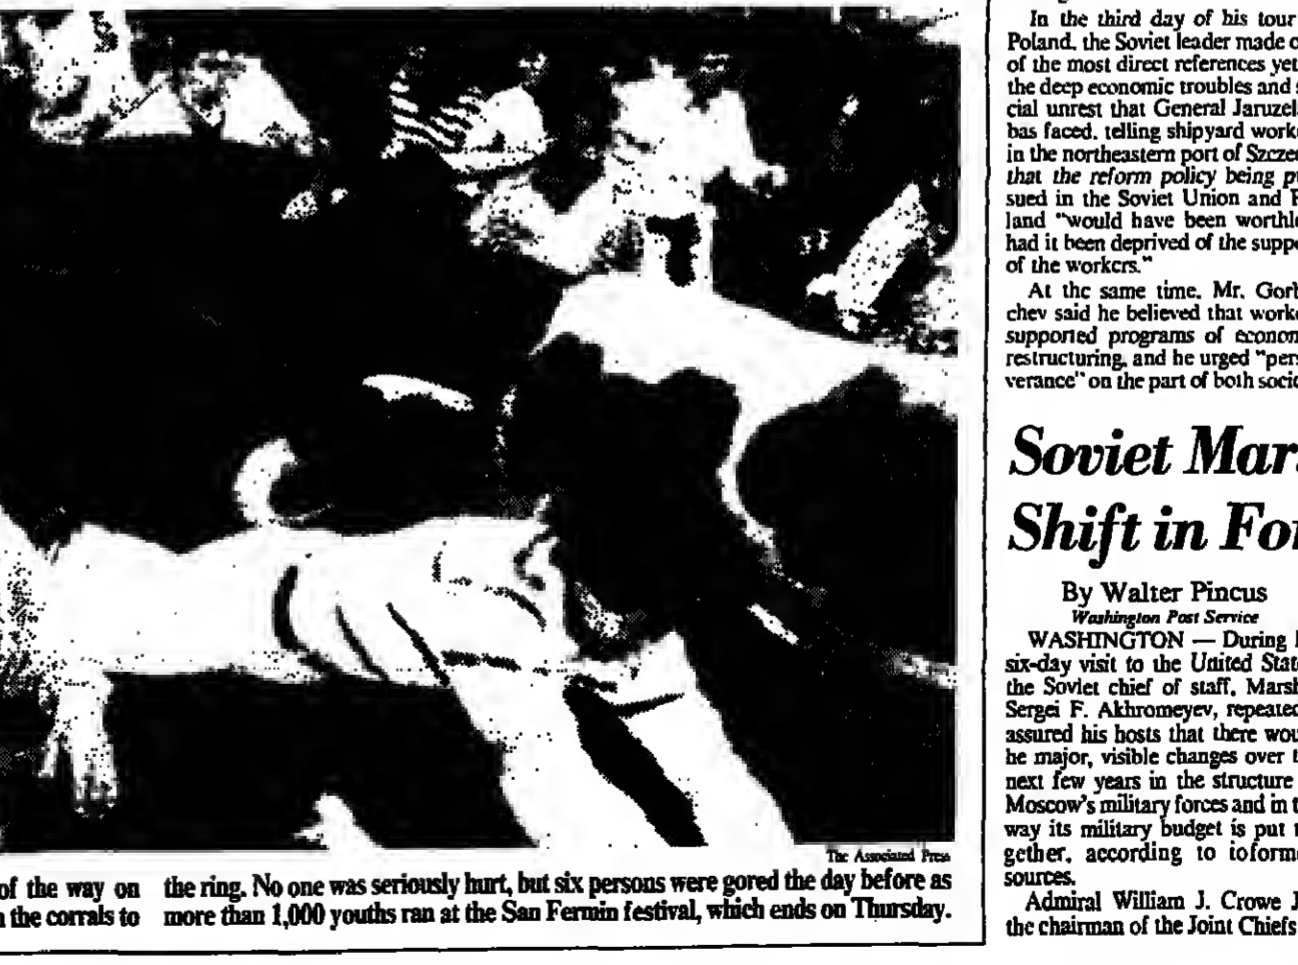 The Associated Press
of the way on
the corrals to
the ring. No one was seriously hurt, but six persons were gored the day before as
more than 1,000 youths ran at the San Fermin festival, which ends on Thursday.
In the third day of his tour
Poland, the Soviet leader made o
of the most direct references yet
the deep economic troubles and s
cial unrest that General Jaruzel
bas faced, telling shipyard work
in the northeastern port of Szcze
that the reform policy being pu
sued in the Soviet Union and P
land "would have been worthle
had it been deprived of the suppo
of the workers."
At the same time, Mr. Gorb
chev said he believed that worke
supported programs of econom
restructuring, and he urged "pers
verance" on the part of both socie
Soviet Mar
Shift in For
By Walter Pincus
Washington Post Service
WASHINGTON — During h
six-day visit to the United Stat
the Soviet chief of staff, Marsh
Sergei F. Akhromeyev, repeated
assured his hosts that there wou
be major, visible changes over t
next few years in the structure
Moscow's military forces and in t
way its military budget is put t
gether, according to ioforme
sources.
Admiral William J. Crowe J
the chairman of the Joint Chiefs